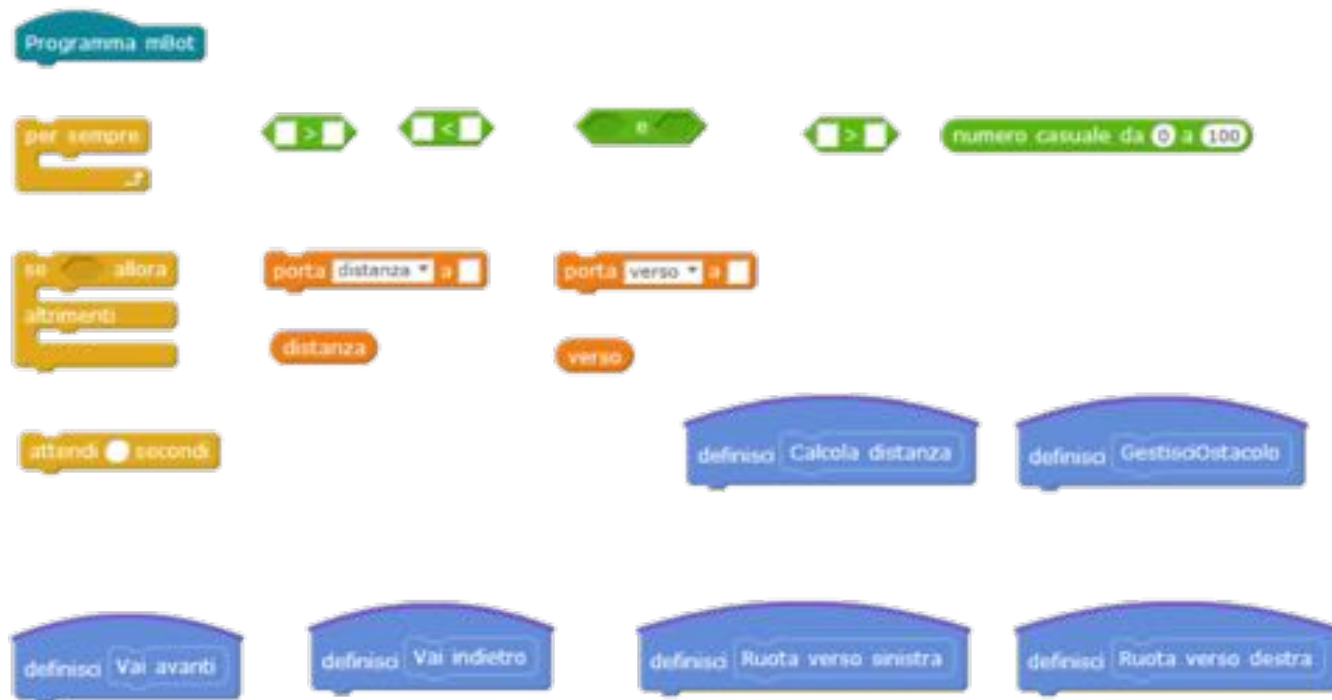 Programma mBot
per sempre
>
<
e
>
numero casuale da 0 a 100
se allora
altrimenti
porta distanza a
porta verso a
distanza
verso
attendi secondi
definisci Calcola distanza
definisci GestisciOstacolo
definisci Vai avanti
definisci Vai indietro
definisci Ruota verso sinistra
definisci Ruota verso destra